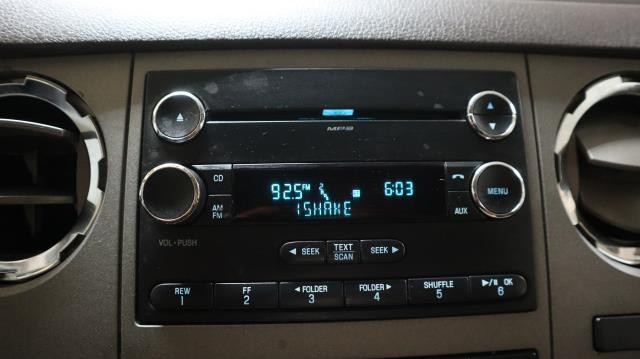 MP3
CD
92.5 FM 6:03
MENU
AM FM
1SHAKE
AUX
VOL - PUSH
◀ SEEK TEXT SCAN SEEK ▶
REW 1 FF 2 ◀ FOLDER 3 FOLDER ▶ 4 SHUFFLE 5 ▶/II OK 6